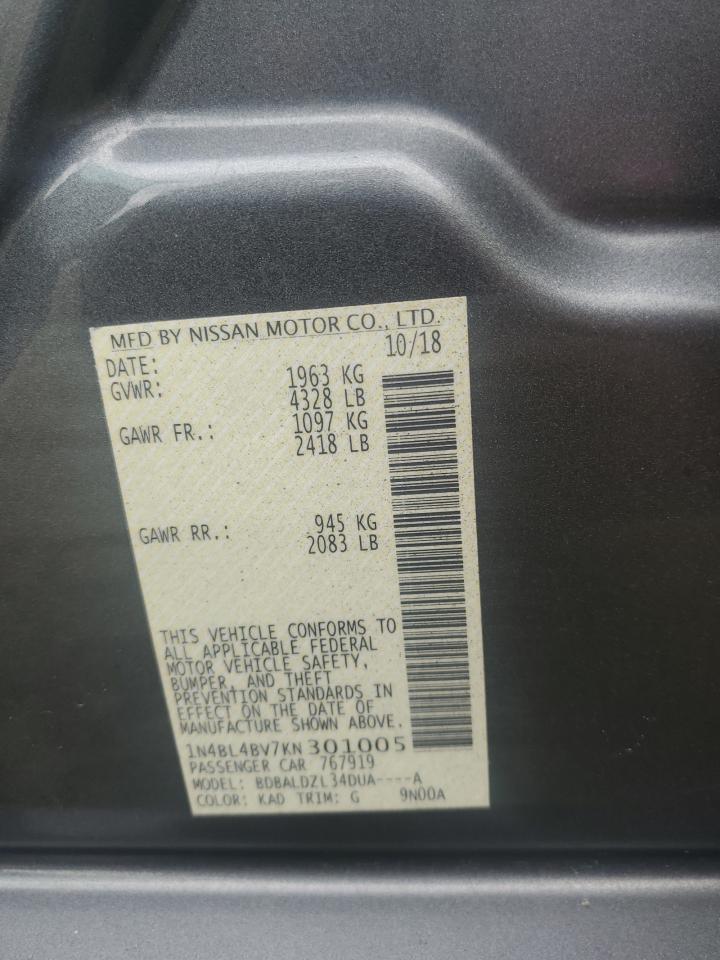 MFD BY NISSAN MOTOR CO., LTD.
DATE: 10/18
GVWR: 1963 KG
4328 LB
GAWR FR.: 1097 KG
2418 LB
GAWR RR.: 945 KG
2083 LB
THIS VEHICLE CONFORMS TO
ALL APPLICABLE FEDERAL
MOTOR VEHICLE SAFETY,
BUMPER, AND THEFT
PREVENTION STANDARDS IN
EFFECT ON THE DATE OF
MANUFACTURE SHOWN ABOVE.
1N4BL4BV7KN301005
PASSENGER CAR 767919
MODEL: BDBALDZL34DUA----A
COLOR: KAD TRIM: G 9N00A